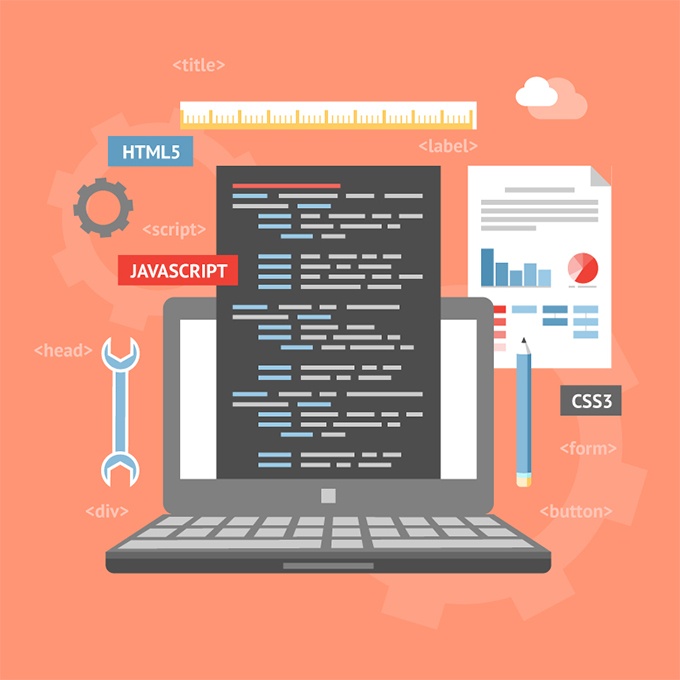 <title>
<label>
HTML5
<script>
JAVASCRIPT
<head>
CSS3
<form>
<div>
<button>